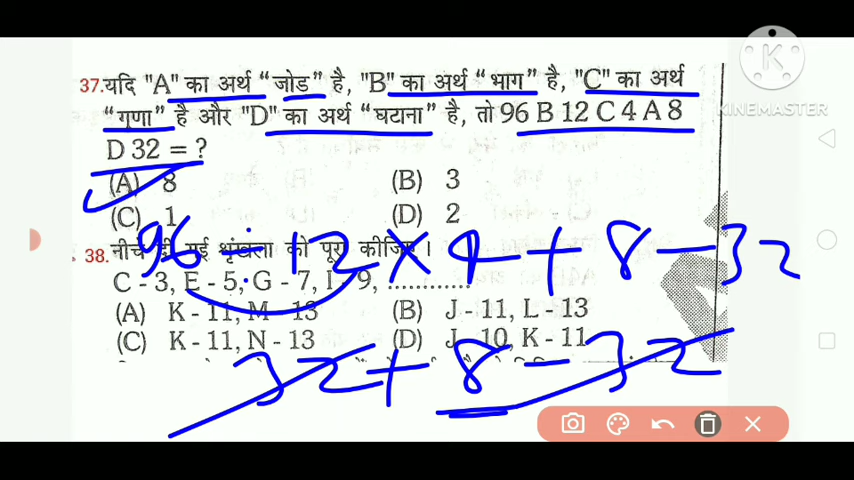 KINEMASTER
37.यदि "A" का अर्थ "जोड" है, "B" का अर्थ "भाग" है, "C" का अर्थ
"गुणा" है और "D" का अर्थ "घटाना" है, तो 96 B 12 C 4 A 8
D 32 = ?
(A) 8 (B) 3
(C) 1 (D) 2
96 ÷ 12 × 4 + 8 - 32
38. नीचे दी गई श्रृंखला को पूरा कीजिए ।
C - 3, E - 5, G - 7, I - 9, ............
(A) K - 11, M - 13 (B) J - 11, L - 13
(C) K - 11, N - 13 (D) J - 10, K - 11
32 + 8 - 32